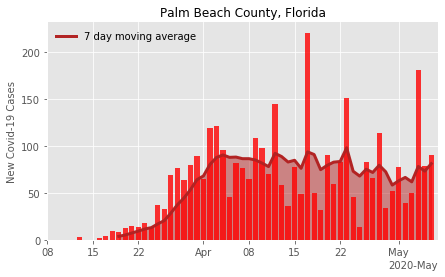 Palm Beach County, Florida
7 day moving average
New Covid-19 Cases
200
150
100
50
0
08 15 22 Apr 08 15 22 May
2020-May